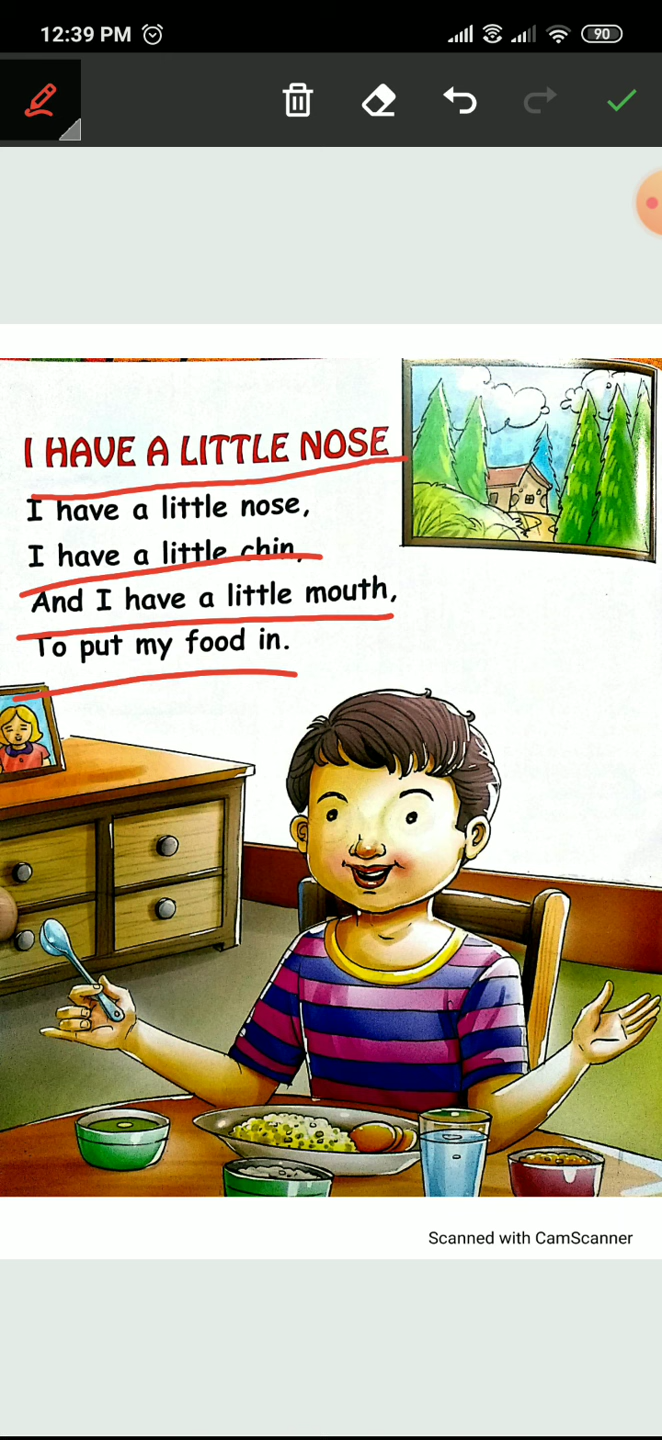 12:39 PM
90
I HAVE A LITTLE NOSE
I have a little nose,
I have a little chin,
And I have a little mouth,
To put my food in.
Scanned with CamScanner